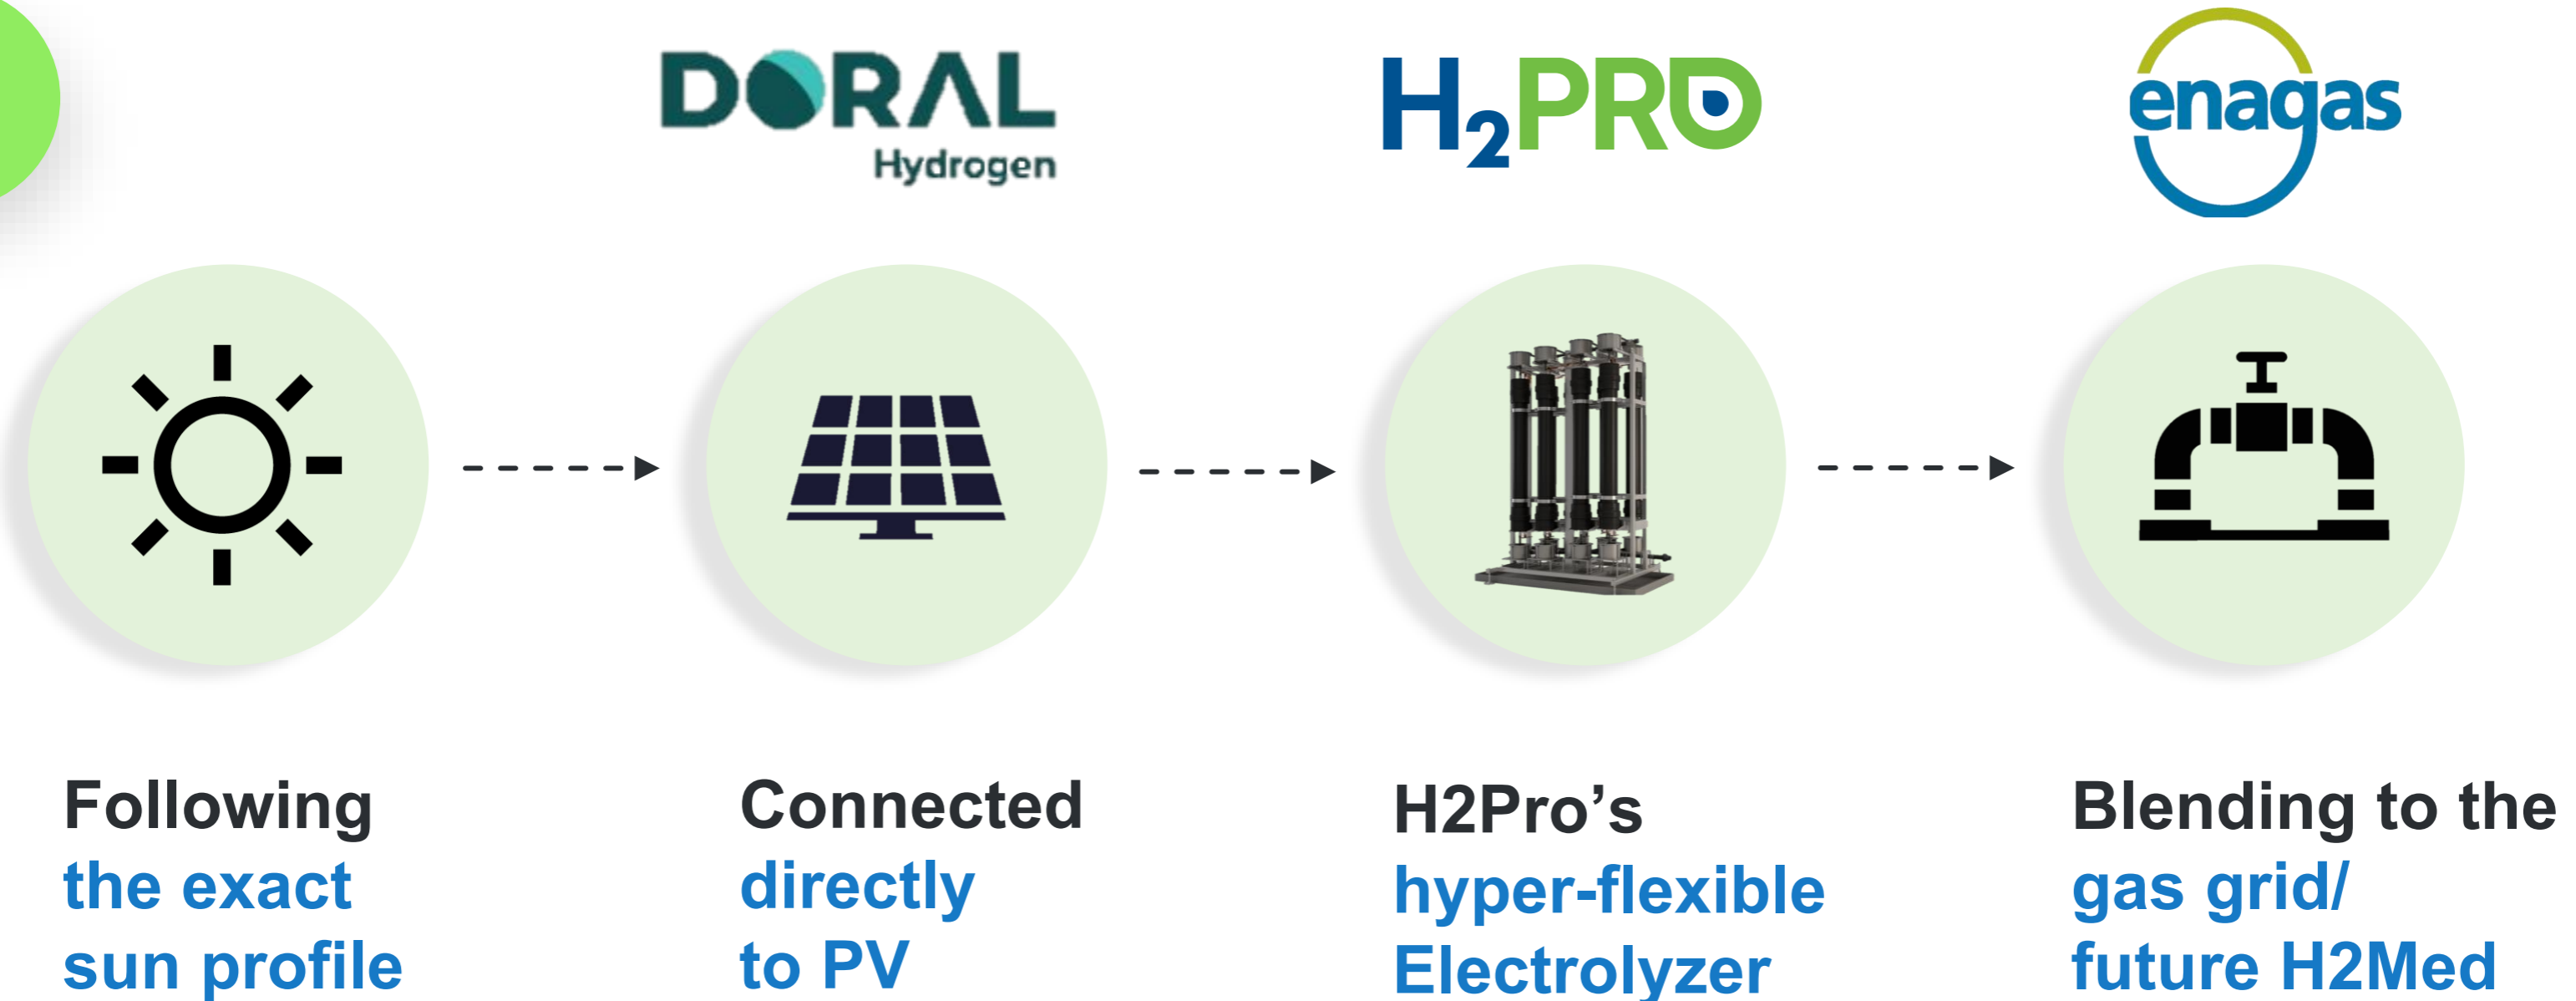 DORAL
Hydrogen
H₂PRO
enagas
Following
the exact
sun profile
Connected
directly
to PV
H2Pro’s
hyper-flexible
Electrolyzer
Blending to the
gas grid/
future H2Med